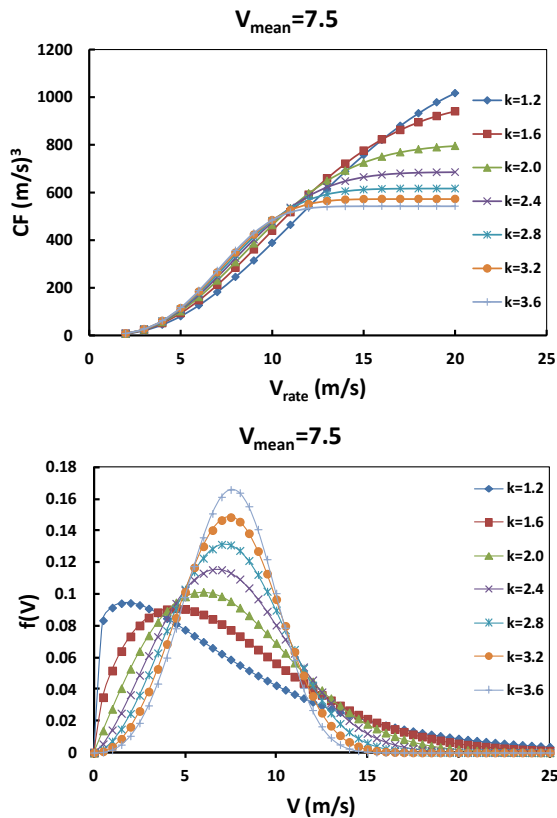 V_mean=7.5
1200
1000
800
600
400
200
0
CF (m/s)³
0 5 10 15 20 25
V_rate (m/s)
k=1.2
k=1.6
k=2.0
k=2.4
k=2.8
k=3.2
k=3.6
V_mean=7.5
0.18
0.16
0.14
0.12
0.1
0.08
0.06
0.04
0.02
0
f(V)
0 5 10 15 20 25
V (m/s)
k=1.2
k=1.6
k=2.0
k=2.4
k=2.8
k=3.2
k=3.6